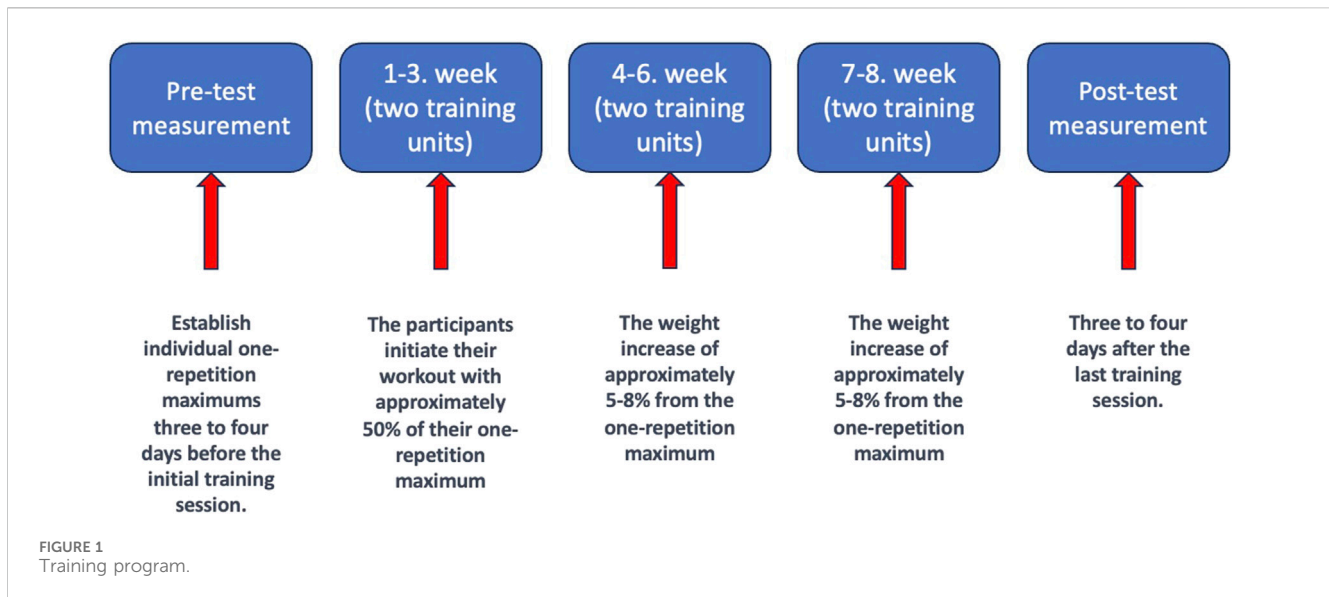 Pre-test
measurement
1-3. week
(two training
units)
4-6. week
(two training
units)
7-8. week
(two training
units)
Post-test
measurement
Establish
individual one-
repetition
maximums
three to four
days before the
initial training
session.
The participants
initiate their
workout with
approximately
50% of their one-
repetition
maximum
The weight
increase of
approximately
5-8% from the
one-repetition
maximum
The weight
increase of
approximately
5-8% from the
one-repetition
maximum
Three to four
days after the
last training
session.
FIGURE 1
Training program.